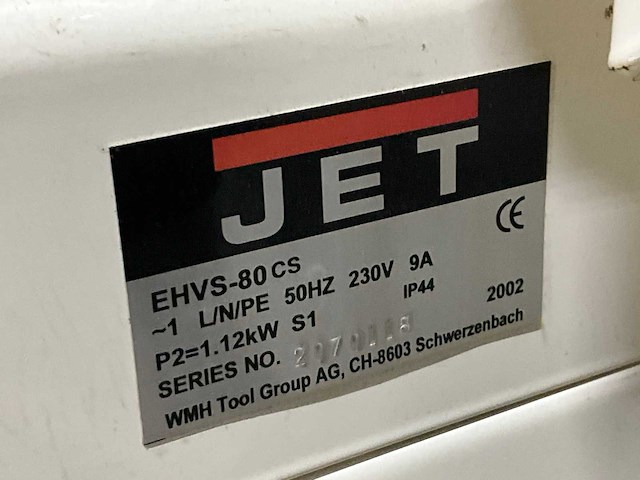 JET
CE
EHVS-80 CS
~1 L/N/PE 50HZ 230V 9A
P2=1.12kW S1 IP44 2002
SERIES NO.
WMH Tool Group AG, CH-8603 Schwerzenbach